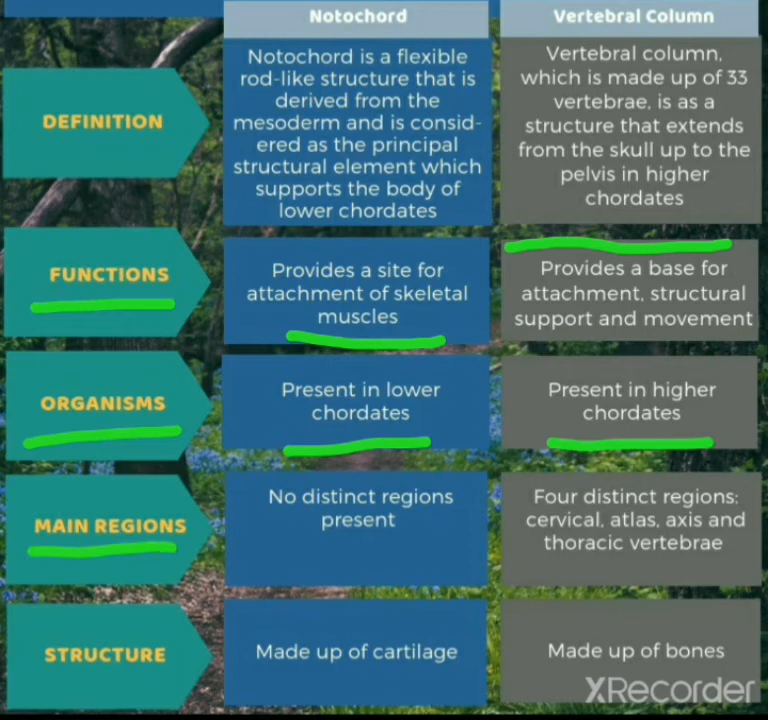 Notochord
Vertebral Column
DEFINITION
Notochord is a flexible
rod-like structure that is
derived from the
mesoderm and is consid-
ered as the principal
structural element which
supports the body of
lower chordates
Vertebral column,
which is made up of 33
vertebrae, is as a
structure that extends
from the skull up to the
pelvis in higher
chordates
FUNCTIONS
Provides a site for
attachment of skeletal
muscles
Provides a base for
attachment, structural
support and movement
ORGANISMS
Present in lower
chordates
Present in higher
chordates
MAIN REGIONS
No distinct regions
present
Four distinct regions:
cervical, atlas, axis and
thoracic vertebrae
STRUCTURE
Made up of cartilage
Made up of bones
XRecorder